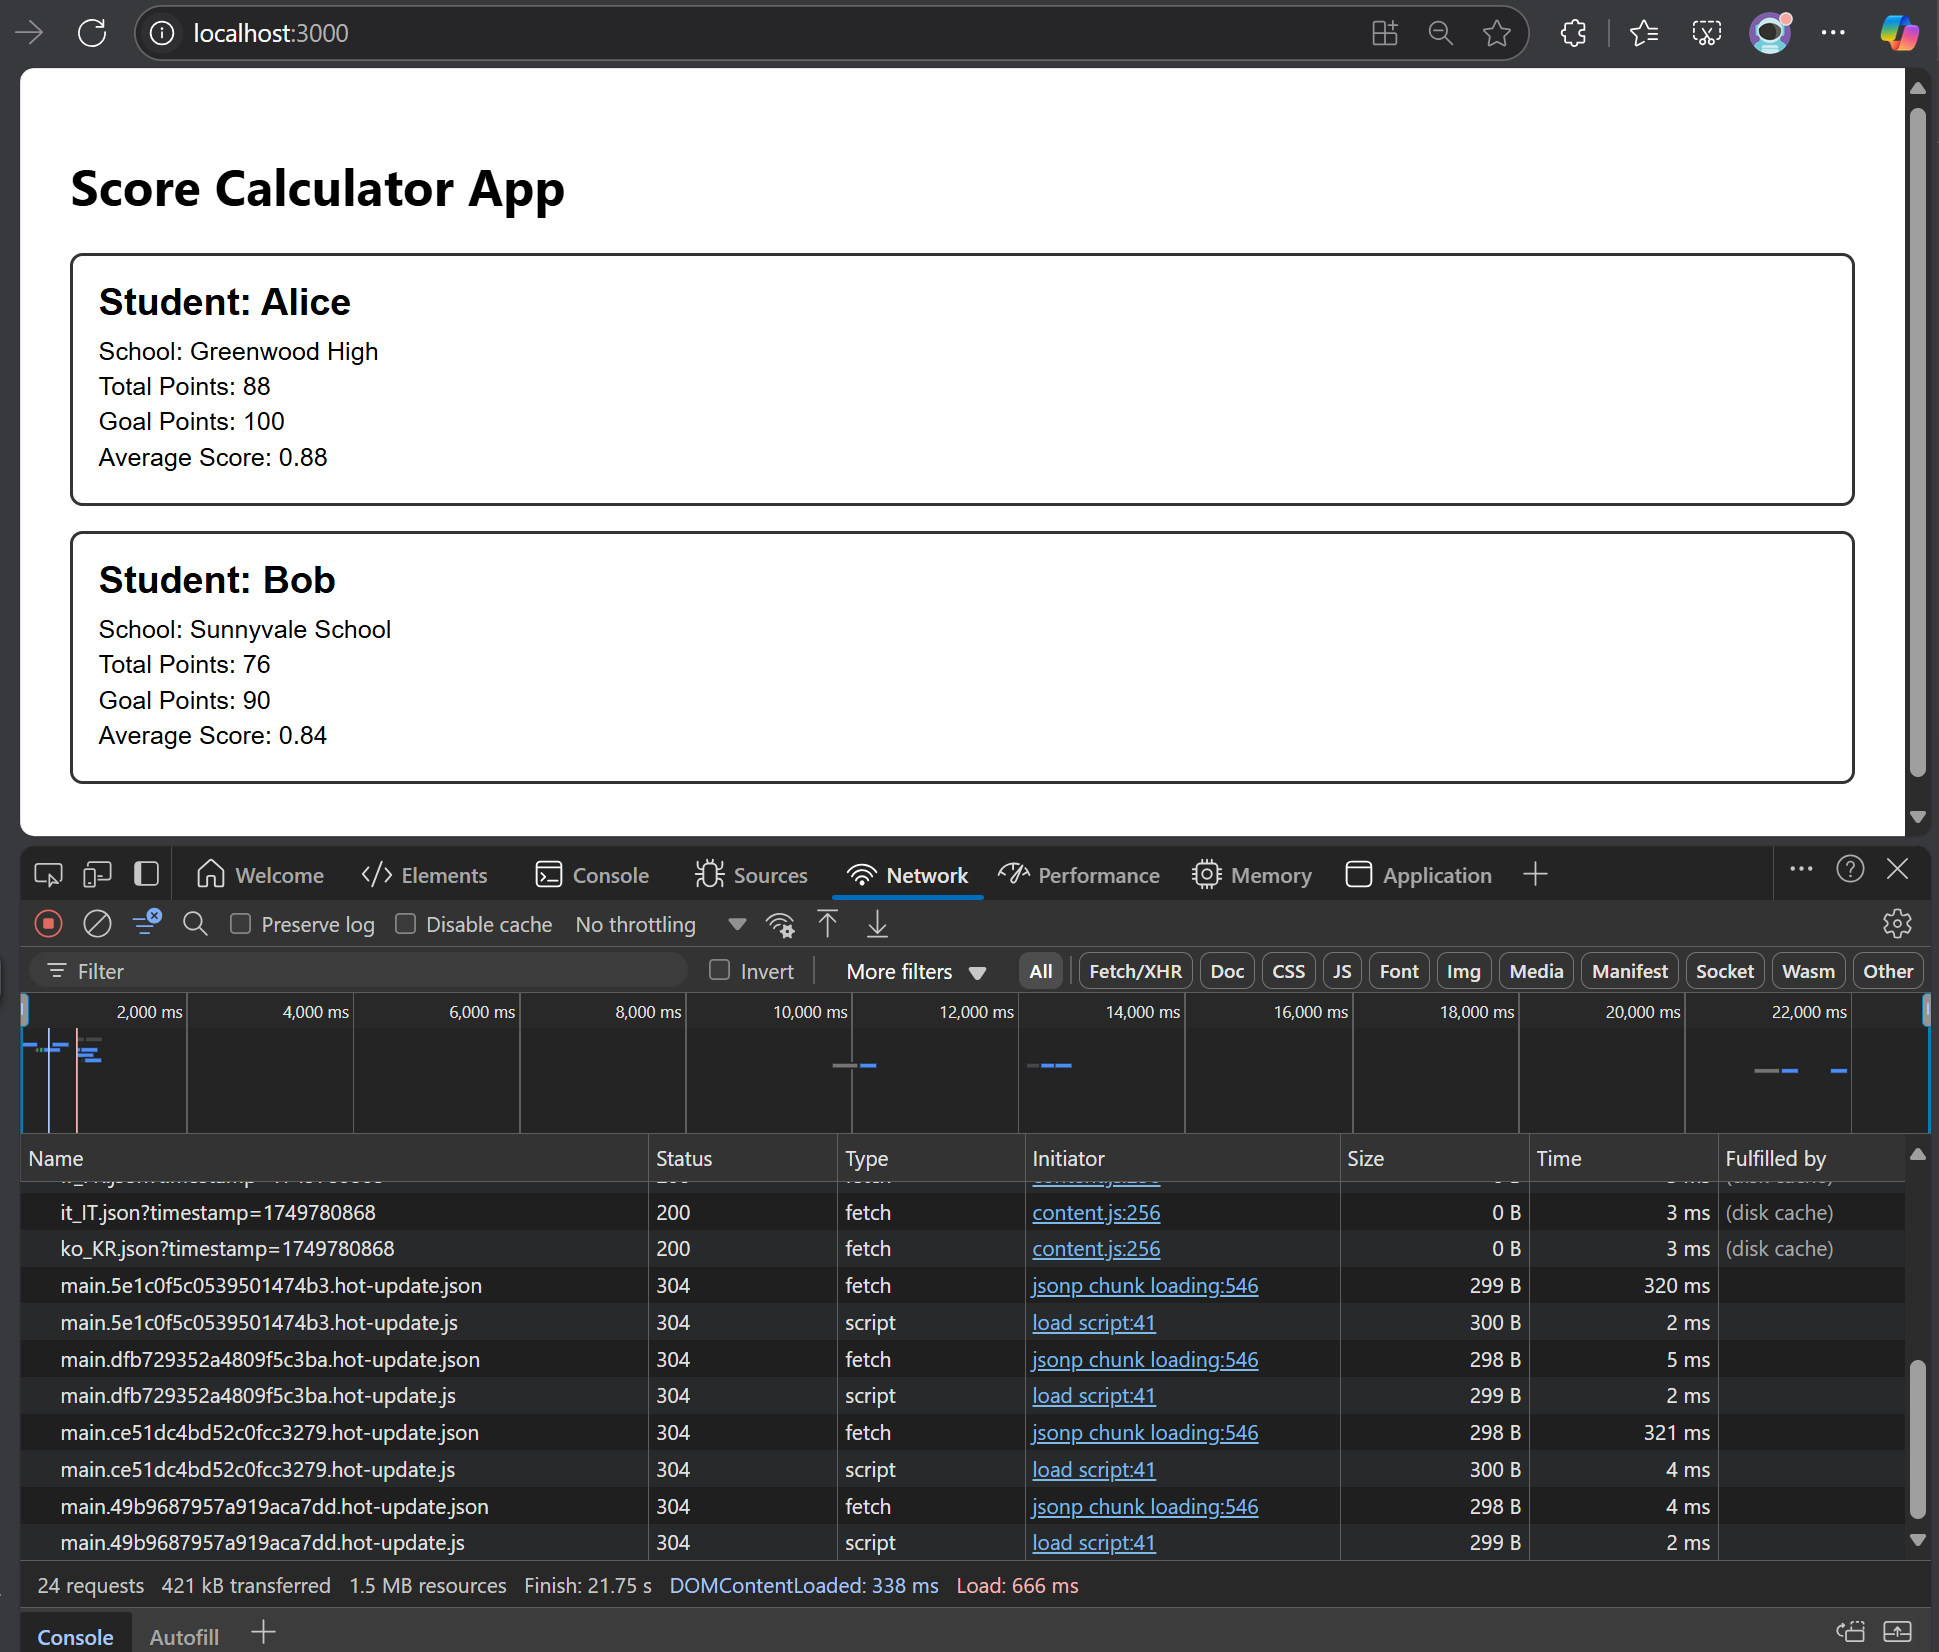 localhost:3000
Score Calculator App
Student: Alice
School: Greenwood High
Total Points: 88
Goal Points: 100
Average Score: 0.88
Student: Bob
School: Sunnyvale School
Total Points: 76
Goal Points: 90
Average Score: 0.84
Welcome Elements Console Sources Network Performance Memory Application
Preserve log Disable cache No throttling
Filter Invert More filters All Fetch/XHR Doc CSS JS Font Img Media Manifest Socket Wasm Other
2,000 ms 4,000 ms 6,000 ms 8,000 ms 10,000 ms 12,000 ms 14,000 ms 16,000 ms 18,000 ms 20,000 ms 22,000 ms
Name Status Type Initiator Size Time Fulfilled by
it_IT.json?timestamp=1749780868 200 fetch content.js:256 0 B 3 ms (disk cache)
ko_KR.json?timestamp=1749780868 200 fetch content.js:256 0 B 3 ms (disk cache)
main.5e1c0f5c0539501474b3.hot-update.json 304 fetch jsonp chunk loading:546 299 B 320 ms
main.5e1c0f5c0539501474b3.hot-update.js 304 script load script:41 300 B 2 ms
main.dfb729352a4809f5c3ba.hot-update.json 304 fetch jsonp chunk loading:546 298 B 5 ms
main.dfb729352a4809f5c3ba.hot-update.js 304 script load script:41 299 B 2 ms
main.ce51dc4bd52c0fcc3279.hot-update.json 304 fetch jsonp chunk loading:546 298 B 321 ms
main.ce51dc4bd52c0fcc3279.hot-update.js 304 script load script:41 300 B 4 ms
main.49b9687957a919aca7dd.hot-update.json 304 fetch jsonp chunk loading:546 298 B 4 ms
main.49b9687957a919aca7dd.hot-update.js 304 script load script:41 299 B 2 ms
24 requests 421 kB transferred 1.5 MB resources Finish: 21.75 s DOMContentLoaded: 338 ms Load: 666 ms
Console Autofill